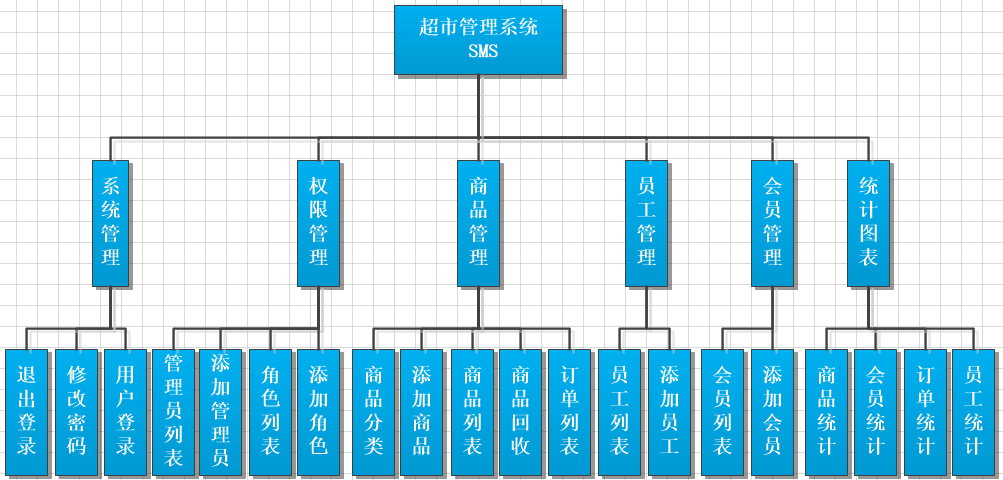 超市管理系统
SMS
系统管理
权限管理
商品管理
员工管理
会员管理
统计图表
退出登录
修改密码
用户登录
管理员列表
添加管理员
角色列表
添加角色
商品分类
添加商品
商品列表
商品回收
订单列表
员工列表
添加员工
会员列表
添加会员
商品统计
会员统计
订单统计
员工统计